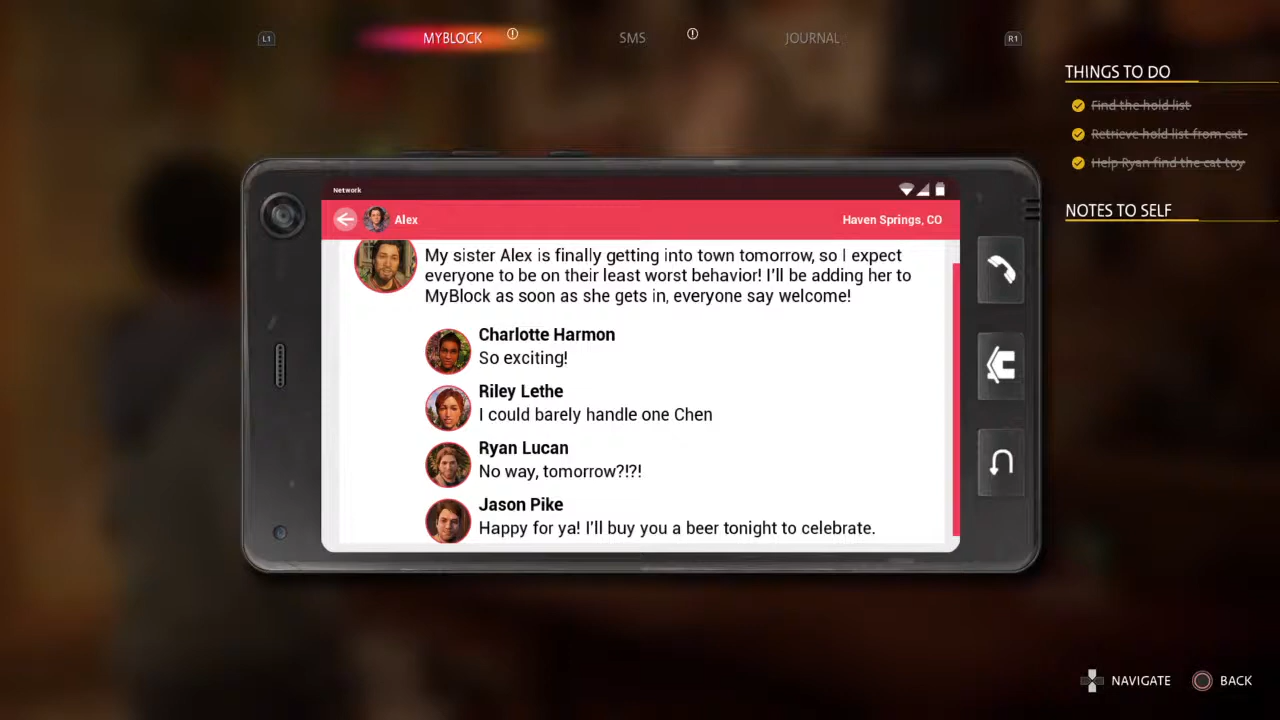 L1
MYBLOCK
SMS
JOURNAL
R1
THINGS TO DO
Find the hold list
Retrieve hold list from cat
Help Ryan find the cat toy
NOTES TO SELF
Network
Alex
Haven Springs, CO
My sister Alex is finally getting into town tomorrow, so I expect
everyone to be on their least worst behavior! I'll be adding her to
MyBlock as soon as she gets in, everyone say welcome!
Charlotte Harmon
So exciting!
Riley Lethe
I could barely handle one Chen
Ryan Lucan
No way, tomorrow?!?!
Jason Pike
Happy for ya! I'll buy you a beer tonight to celebrate.
NAVIGATE
BACK